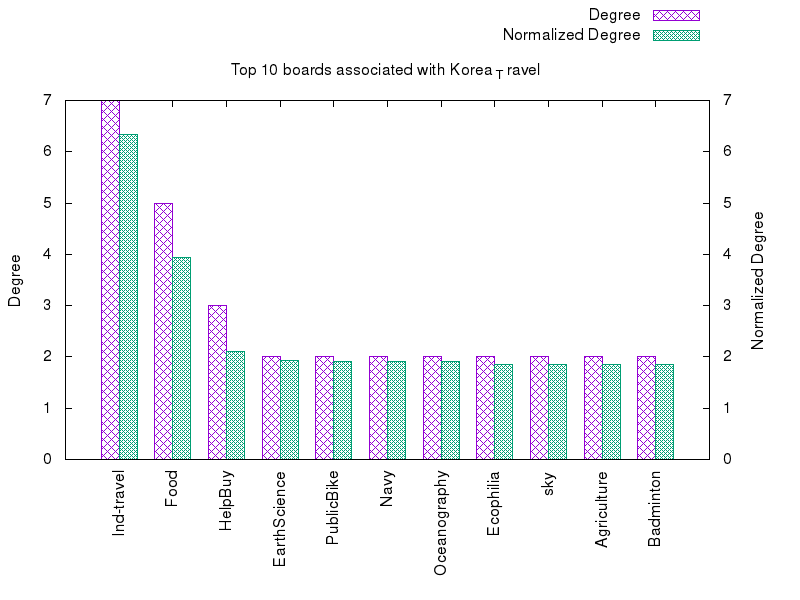 Degree
Normalized Degree
Top 10 boards associated with Korea T ravel
7 7
6 6
5 5
4 4
3 3
2 2
1 1
0 0
Degree
Normalized Degree
Ind-travel
Food
HelpBuy
EarthScience
PublicBike
Navy
Oceanography
Ecophilia
sky
Agriculture
Badminton